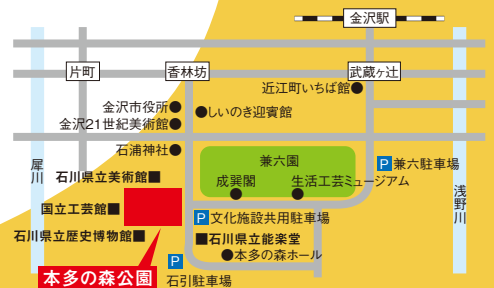 金沢駅
片町
香林坊
武蔵ヶ辻
近江町いちば館
金沢市役所
しいのき迎賓館
金沢21世紀美術館
石浦神社
兼六園
P 兼六駐車場
犀川
石川県立美術館
成巽閣
生活工芸ミュージアム
浅野川
国立工芸館
P 文化施設共用駐車場
石川県立歴史博物館
石川県立能楽堂
本多の森ホール
P
本多の森公園
石引駐車場